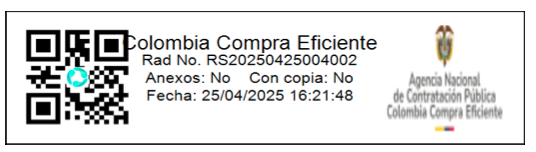 Colombia Compra Eficiente
Rad No. RS20250425004002
Anexos: No Con copia: No
Fecha: 25/04/2025 16:21:48
Agencia Nacional
de Contratación Pública
Colombia Compra Eficiente